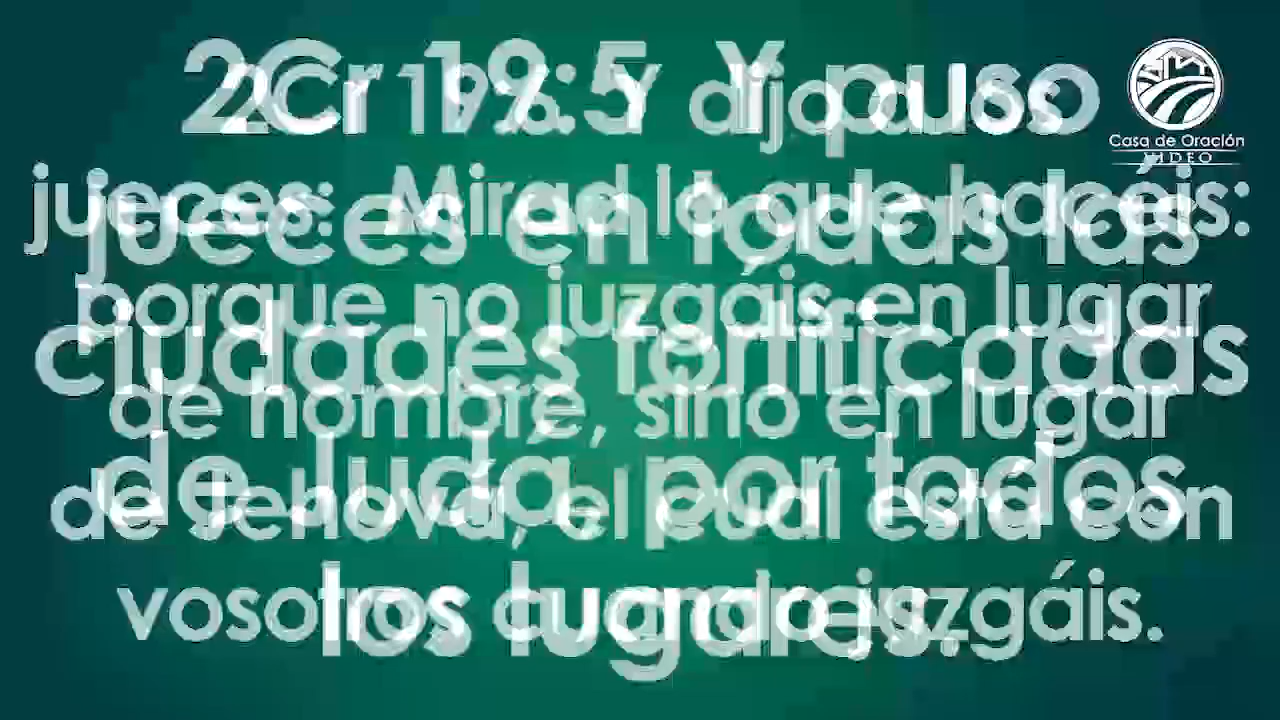 2Cr 19:5 Y puso
jueces en todas las
ciudades fortificadas
de Judá, por todos
los lugares.
2Cr 19:6 Y dijo a los
jueces: Mirad lo que hacéis:
porque no juzgáis en lugar
de hombre, sino en lugar
de Jehová, el cual está con
vosotros cuando juzgáis.
Casa de Oración
VIDEO